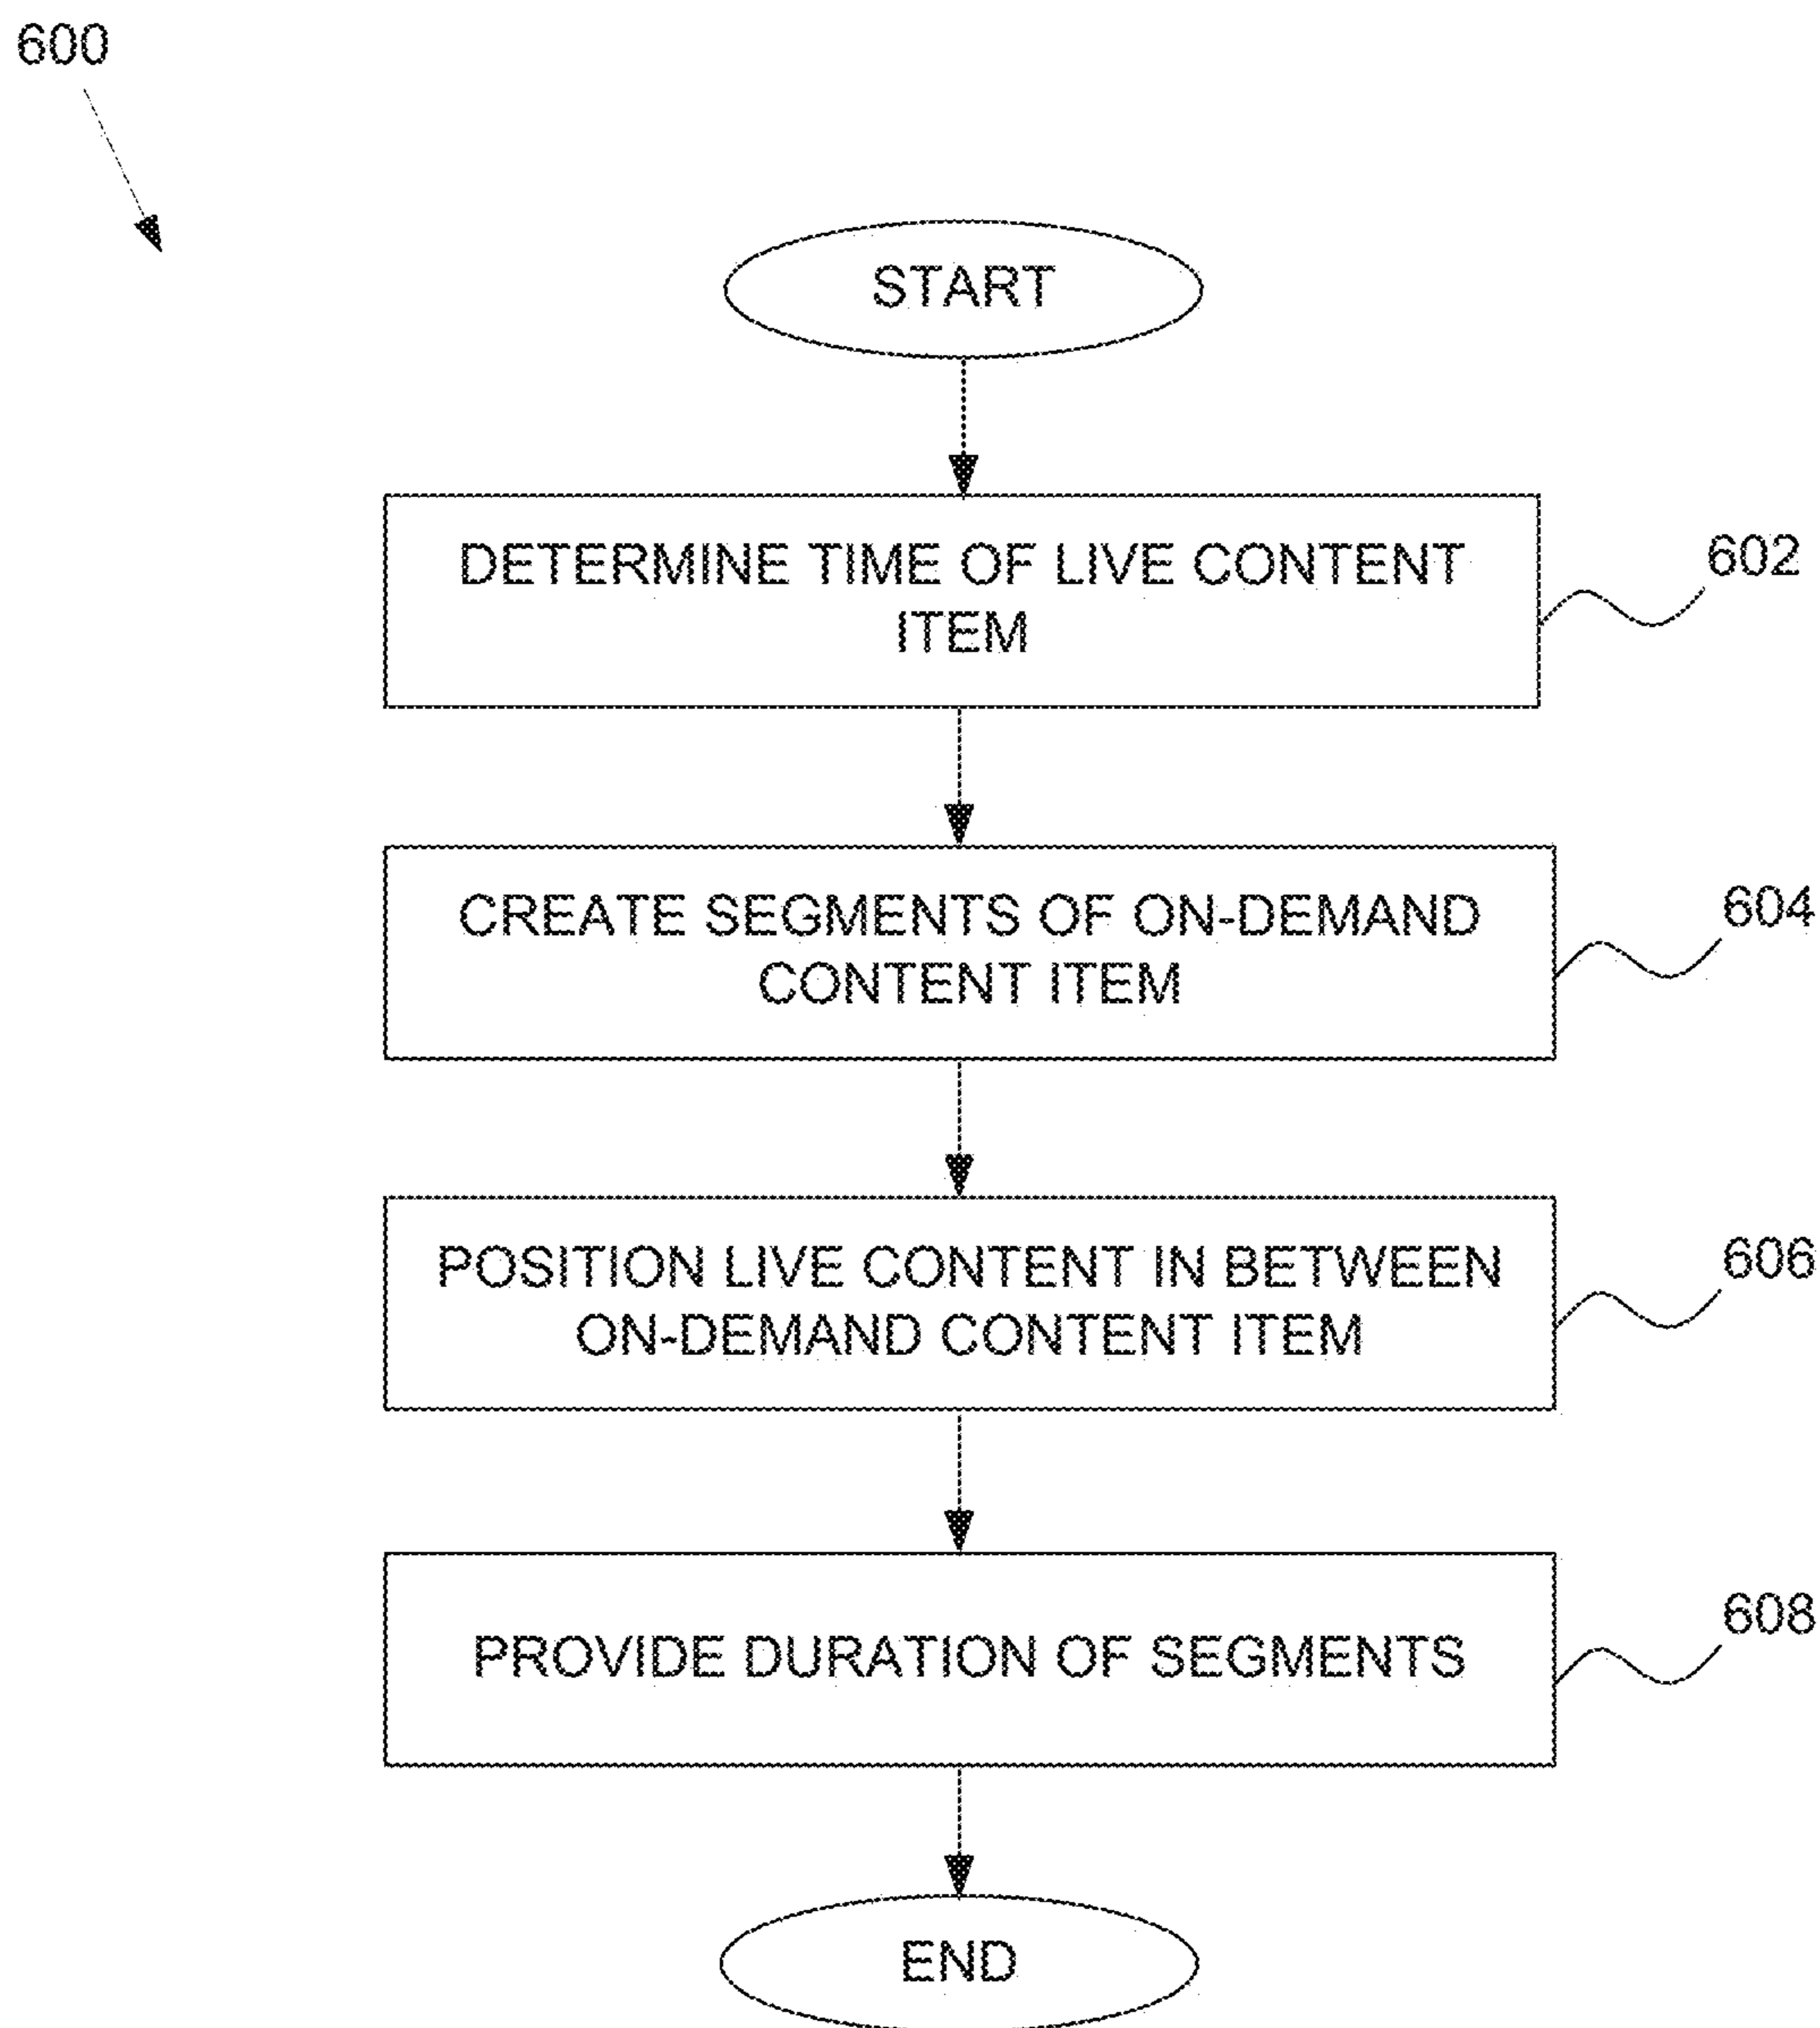 600
START
DETERMINE TIME OF LIVE CONTENT
ITEM
602
CREATE SEGMENTS OF ON-DEMAND
CONTENT ITEM
604
POSITION LIVE CONTENT IN BETWEEN
ON-DEMAND CONTENT ITEM
606
PROVIDE DURATION OF SEGMENTS
608
END